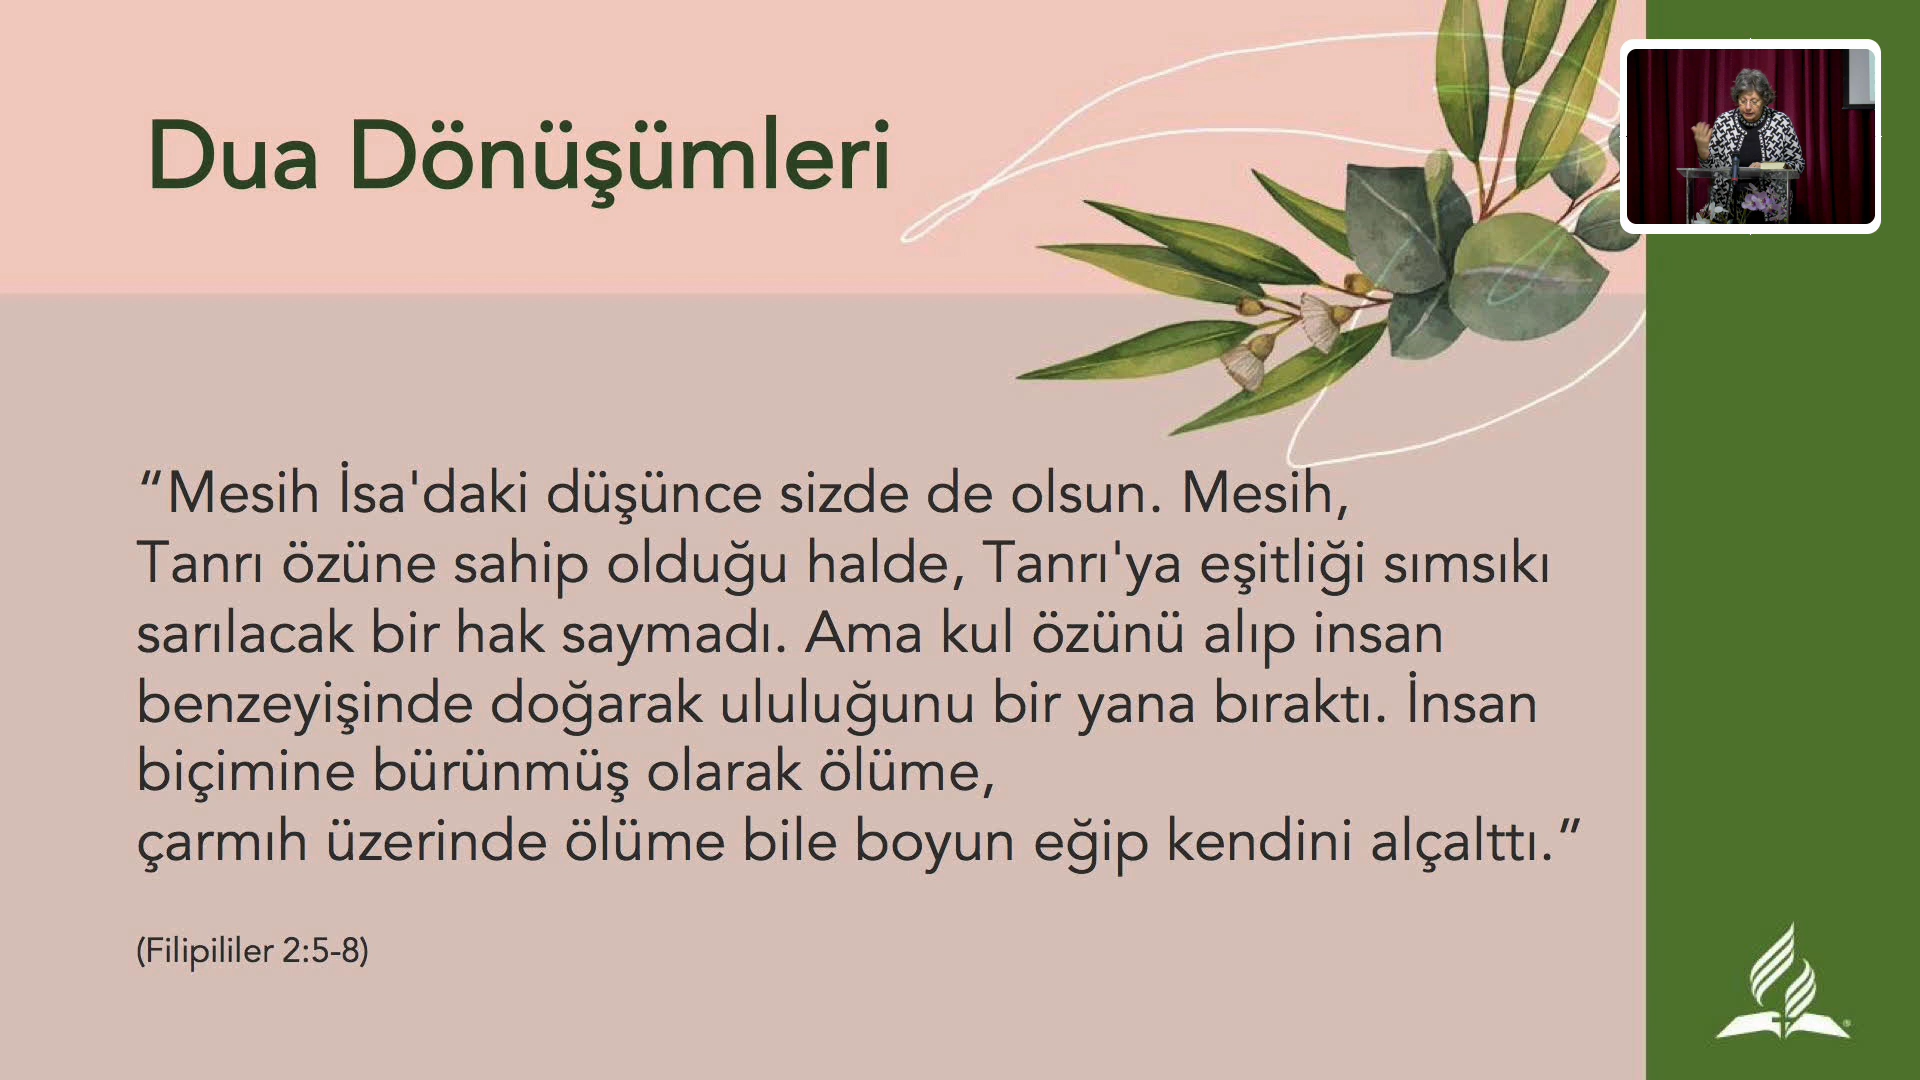 Dua Dönüşümleri
“Mesih İsa'daki düşünce sizde de olsun. Mesih,
Tanrı özüne sahip olduğu halde, Tanrı'ya eşitliği sımsıkı
sarılacak bir hak saymadı. Ama kul özünü alıp insan
benzeyişinde doğarak ululuğunu bir yana bıraktı. İnsan
biçimine bürünmüş olarak ölüme,
çarmıh üzerinde ölüme bile boyun eğip kendini alçalttı.”
(Filipililer 2:5-8)